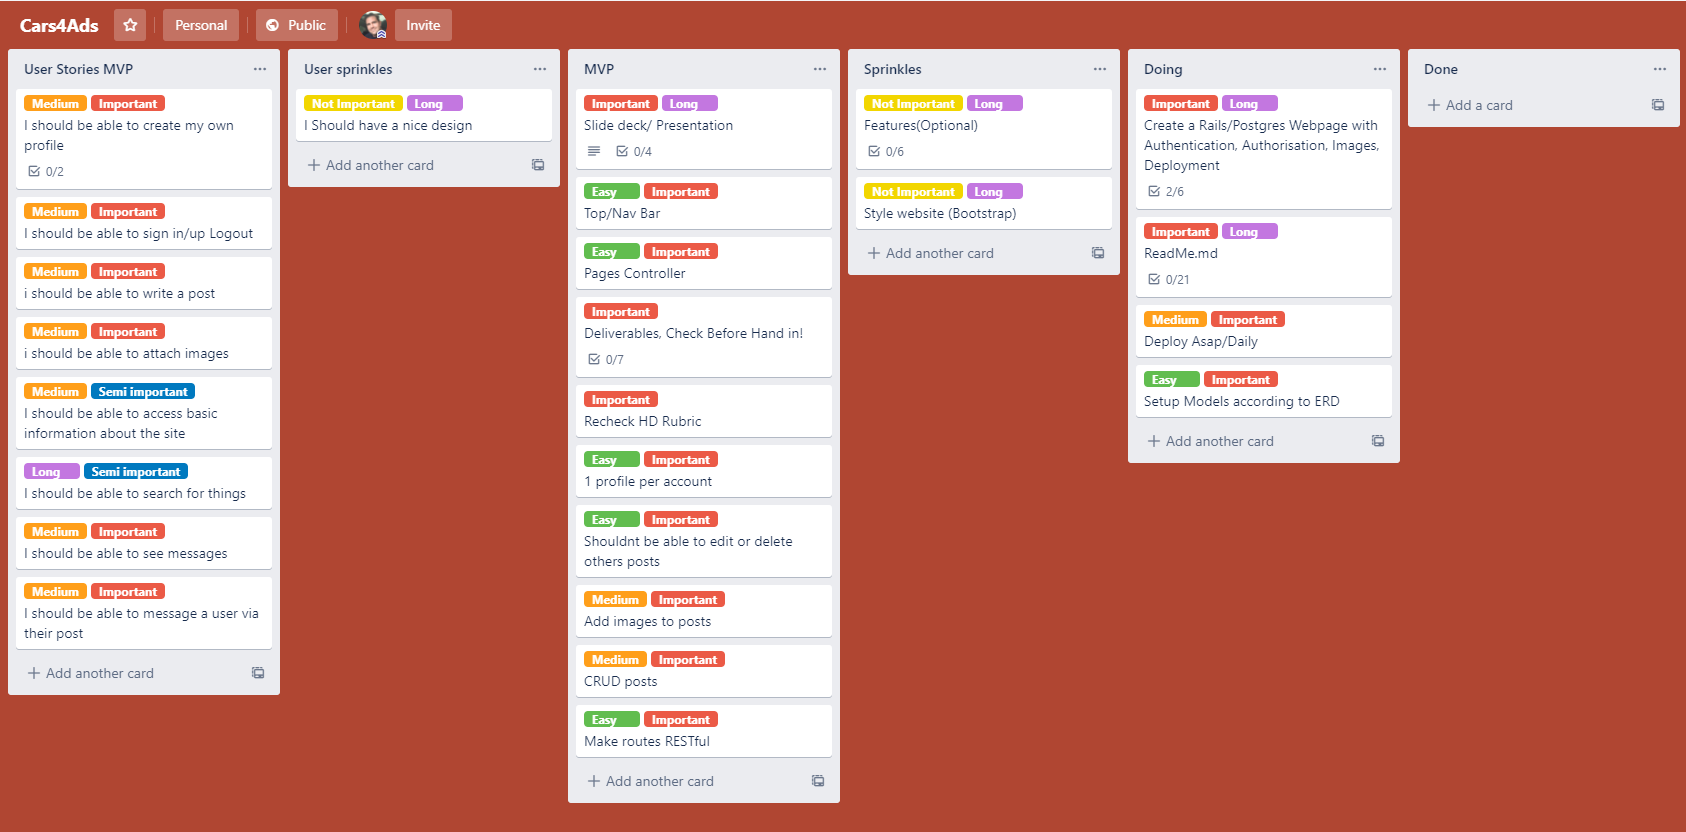 Cars4Ads
Personal
Public
Invite
User Stories MVP
Medium Important
I should be able to create my own
profile
0/2
Medium Important
I should be able to sign in/up Logout
Medium Important
i should be able to write a post
Medium Important
i should be able to attach images
Medium Semi important
I should be able to access basic
information about the site
Long Semi important
I should be able to search for things
Medium Important
I should be able to see messages
Medium Important
I should be able to message a user via
their post
Add another card
User sprinkles
Not Important Long
I Should have a nice design
Add another card
MVP
Important Long
Slide deck/ Presentation
0/4
Easy Important
Top/Nav Bar
Easy Important
Pages Controller
Important
Deliverables, Check Before Hand in!
0/7
Important
Recheck HD Rubric
Easy Important
1 profile per account
Easy Important
Shouldnt be able to edit or delete
others posts
Medium Important
Add images to posts
Medium Important
CRUD posts
Easy Important
Make routes RESTful
Add another card
Sprinkles
Not Important Long
Features(Optional)
0/6
Not Important Long
Style website (Bootstrap)
Add another card
Doing
Important Long
Create a Rails/Postgres Webpage with
Authentication, Authorisation, Images,
Deployment
2/6
Important Long
ReadMe.md
0/21
Medium Important
Deploy Asap/Daily
Easy Important
Setup Models according to ERD
Add another card
Done
Add a card